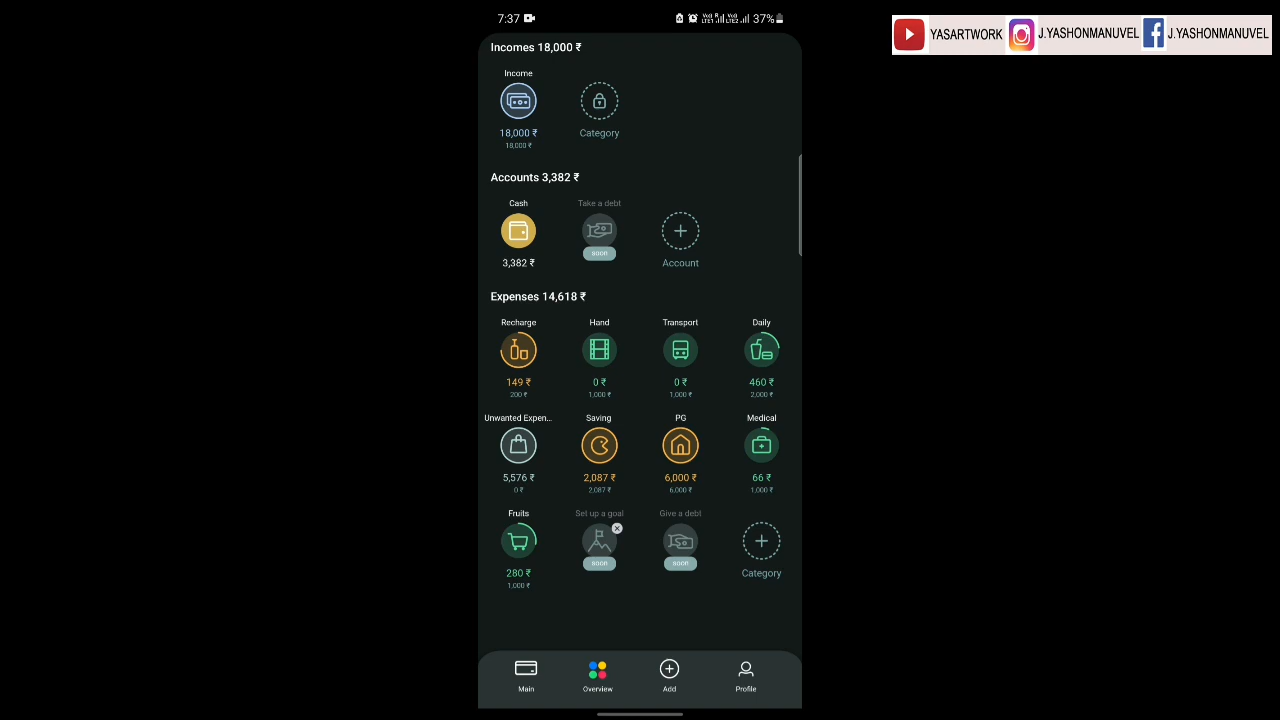 7:37
Vo) R Vo)
LTE1 LTE2 37%
YASARTWORK J.YASHONMANUVEL J.YASHONMANUVEL
Incomes 18,000 ₹
Income
18,000 ₹ Category
18,000 ₹
Accounts 3,382 ₹
Cash Take a debt
soon
3,382 ₹ Account
Expenses 14,618 ₹
Recharge Hand Transport Daily
149 ₹ 0 ₹ 0 ₹ 460 ₹
200 ₹ 1,000 ₹ 1,000 ₹ 2,000 ₹
Unwanted Expen... Saving PG Medical
5,576 ₹ 2,087 ₹ 6,000 ₹ 66 ₹
0 ₹ 2,087 ₹ 6,000 ₹ 1,000 ₹
Fruits Set up a goal Give a debt
soon soon
280 ₹ Category
1,000 ₹
Main Overview Add Profile